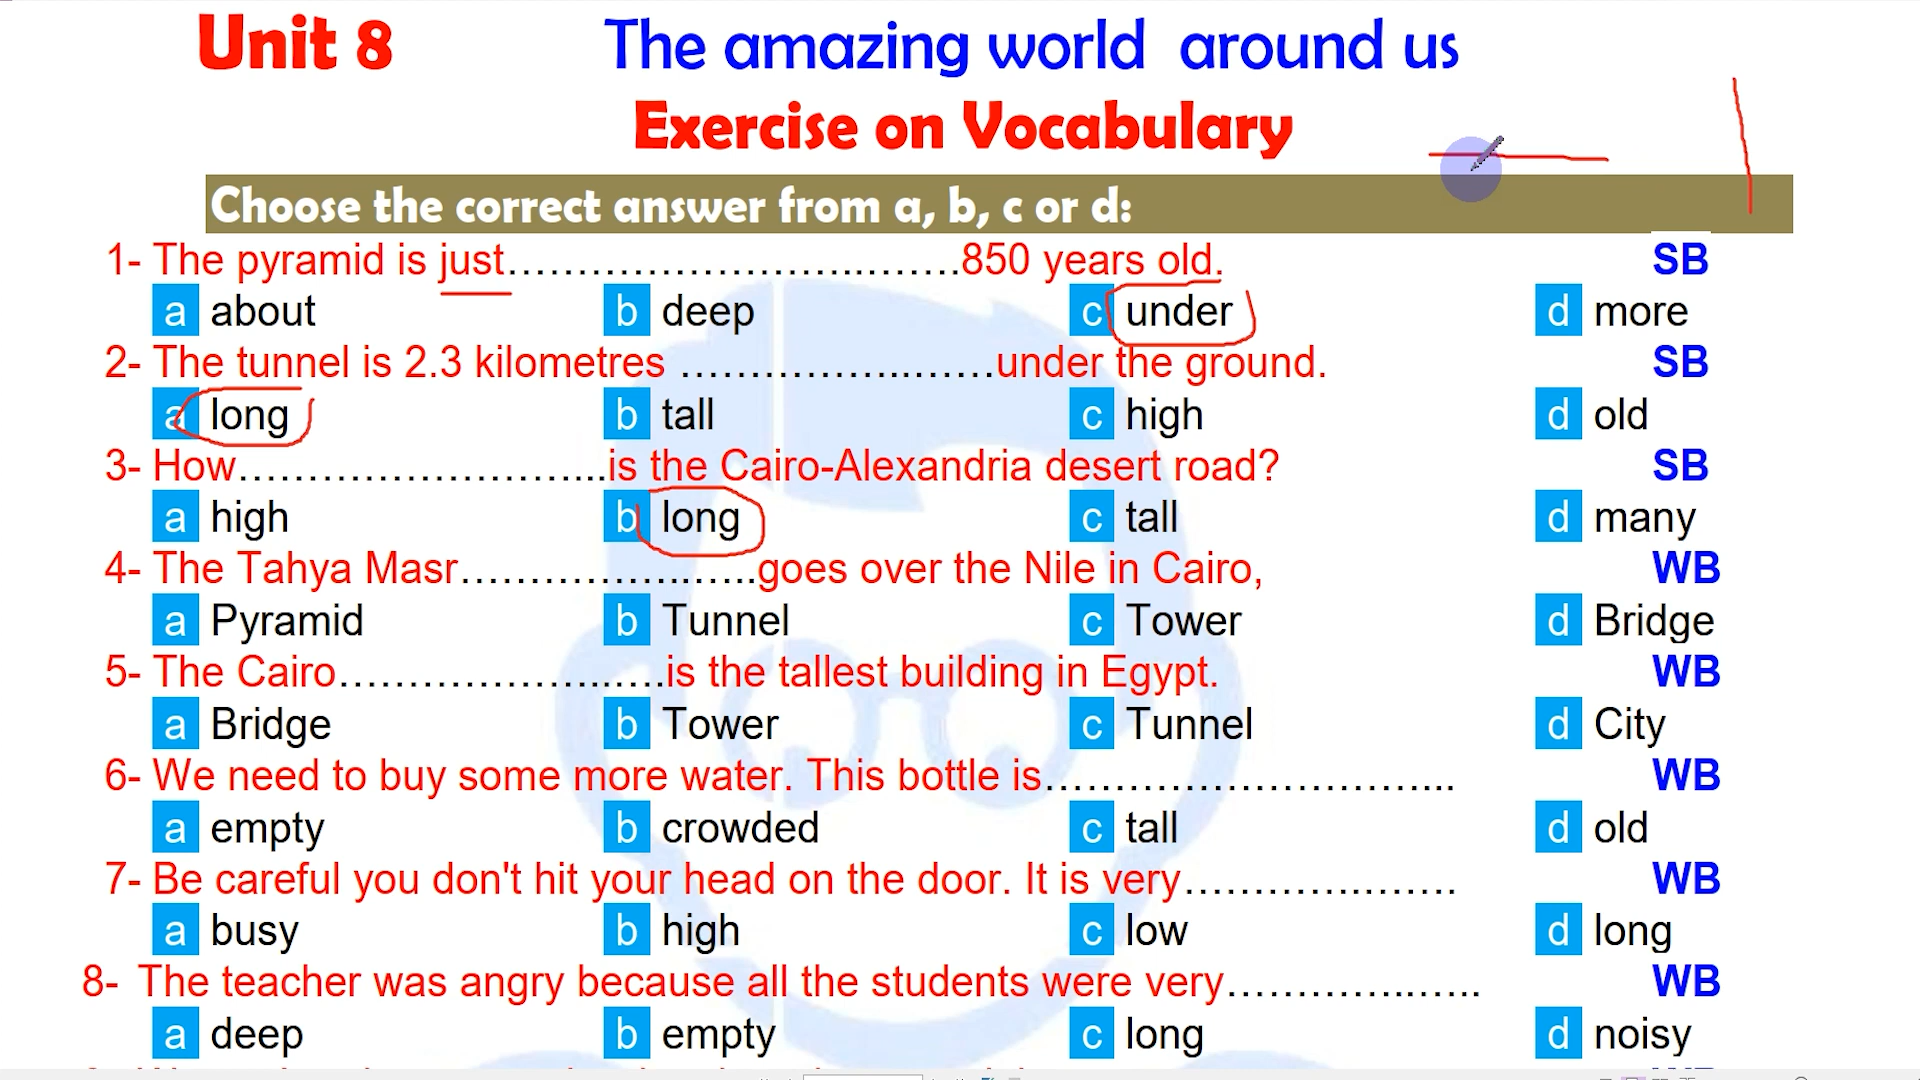 Unit 8 The amazing world around us
Exercise on Vocabulary
Choose the correct answer from a, b, c or d:
1- The pyramid is just……………………..…….850 years old. SB
a about b deep c under d more
2- The tunnel is 2.3 kilometres ……………..……under the ground. SB
a long b tall c high d old
3- How……………………...is the Cairo-Alexandria desert road? SB
a high b long c tall d many
4- The Tahya Masr……………..…..goes over the Nile in Cairo, WB
a Pyramid b Tunnel c Tower d Bridge
5- The Cairo………………..….is the tallest building in Egypt. WB
a Bridge b Tower c Tunnel d City
6- We need to buy some more water. This bottle is………………………... WB
a empty b crowded c tall d old
7- Be careful you don't hit your head on the door. It is very…………..……. WB
a busy b high c low d long
8- The teacher was angry because all the students were very…………..….. WB
a deep b empty c long d noisy